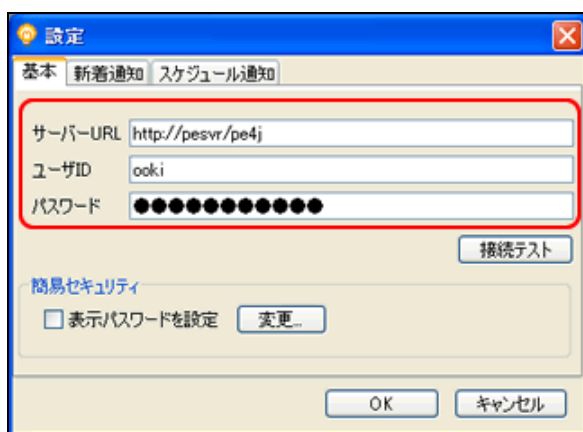 設定
基本 新着通知 スケジュール通知
サーバーURL http://pesvr/pe4j
ユーザID ooki
パスワード ●●●●●●●●●●●
接続テスト
簡易セキュリティ
表示パスワードを設定 変更...
OK キャンセル